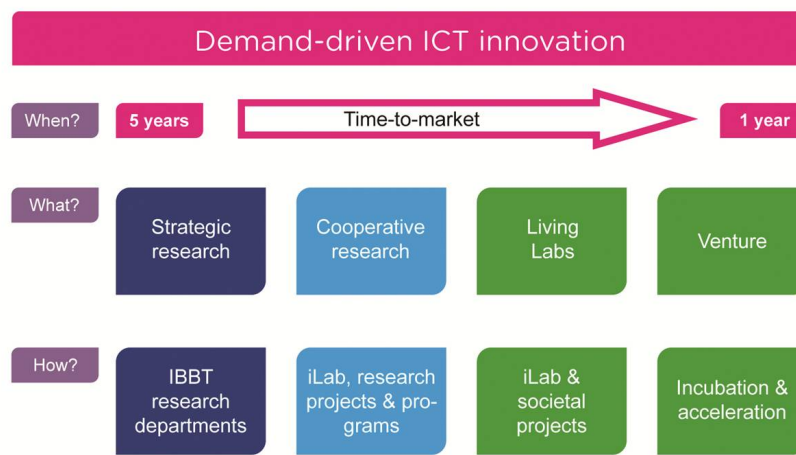 Demand-driven ICT innovation
When?
5 years
Time-to-market
1 year
What?
Strategic
research
Cooperative
research
Living
Labs
Venture
How?
IBBT
research
departments
iLab, research
projects & pro-
grams
iLab &
societal
projects
Incubation &
acceleration